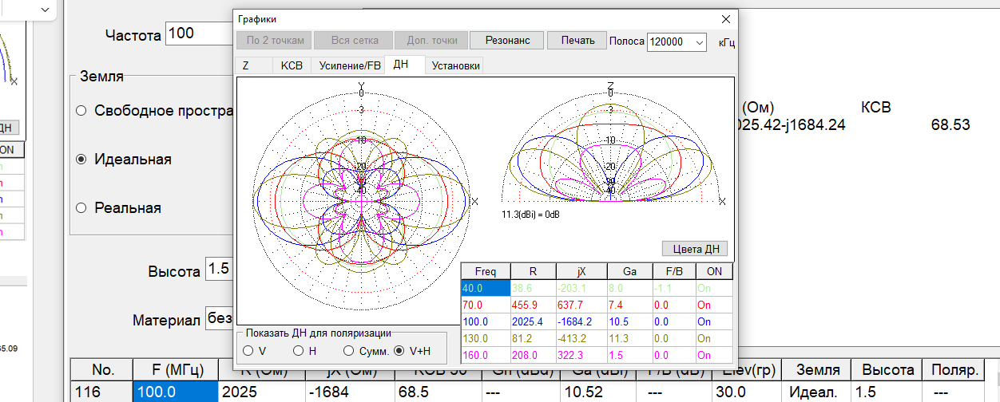 Графики
Частота 100
По 2 точкам Вся сетка Доп. точки Резонанс Печать Полоса 120000 кГц
Z КСВ Усиление/FB ДН Установки
Земля
Свободное простра
Идеальная
Реальная
Y
0
3
10
20
X
Z
0
3
10
20
30
40
X
11.3(dBi) = 0dB
(Ом) КСВ
025.42-j1684.24 68.53
X
ДН
ON
Цвета ДН
Высота 1.5
Материал без
Freq R jX Ga F/B ON
40.0 38.6 -203.1 8.0 -1.1 On
70.0 455.9 637.7 7.4 0.0 On
100.0 2025.4 -1684.2 10.5 0.0 On
130.0 81.2 -413.2 11.3 0.0 On
160.0 208.0 322.3 1.5 0.0 On
Показать ДН для поляризации
V H Сумм. V+H
5.09
No. F (МГц) R (Ом) jX (Ом) КСВ 50 Gh (dBd) Ga (dBi) F/B (dB) Elev(гр) Земля Высота Поляр.
116 100.0 2025 -1684 68.5 --- 10.52 --- 30.0 Идеал. 1.5 ---